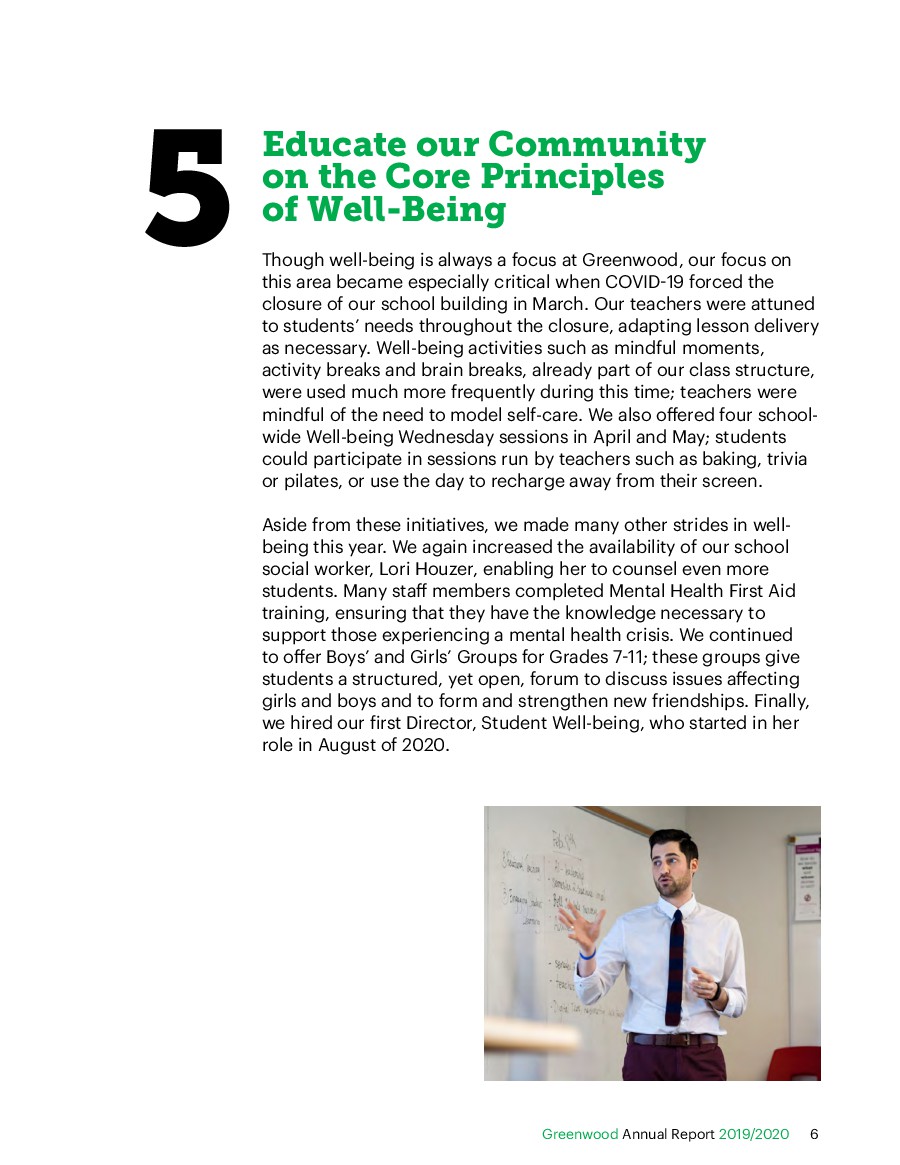 5
Educate our Community
on the Core Principles
of Well-Being
Though well-being is always a focus at Greenwood, our focus on
this area became especially critical when COVID-19 forced the
closure of our school building in March. Our teachers were attuned
to students’ needs throughout the closure, adapting lesson delivery
as necessary. Well-being activities such as mindful moments,
activity breaks and brain breaks, already part of our class structure,
were used much more frequently during this time; teachers were
mindful of the need to model self-care. We also offered four school-
wide Well-being Wednesday sessions in April and May; students
could participate in sessions run by teachers such as baking, trivia
or pilates, or use the day to recharge away from their screen.
Aside from these initiatives, we made many other strides in well-
being this year. We again increased the availability of our school
social worker, Lori Houzer, enabling her to counsel even more
students. Many staff members completed Mental Health First Aid
training, ensuring that they have the knowledge necessary to
support those experiencing a mental health crisis. We continued
to offer Boys’ and Girls’ Groups for Grades 7-11; these groups give
students a structured, yet open, forum to discuss issues affecting
girls and boys and to form and strengthen new friendships. Finally,
we hired our first Director, Student Well-being, who started in her
role in August of 2020.
Greenwood Annual Report 2019/2020 6